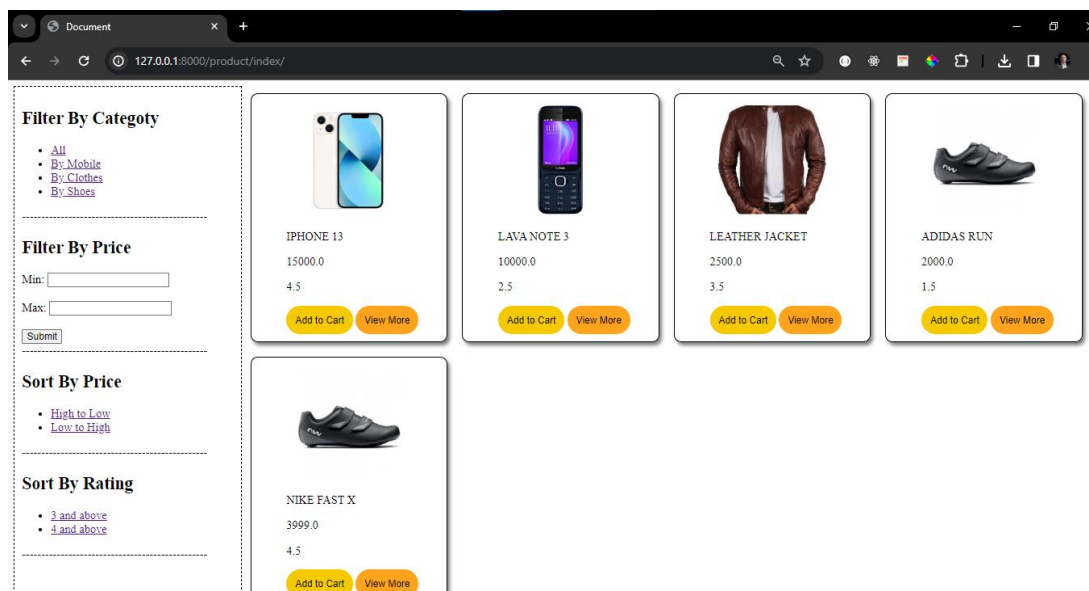 Document
127.0.0.1:8000/product/index/
Filter By Categoty
All
By Mobile
By Clothes
By Shoes
Filter By Price
Min:
Max:
Submit
Sort By Price
High to Low
Low to High
Sort By Rating
3 and above
4 and above
IPHONE 13
15000.0
4.5
Add to Cart View More
LAVA NOTE 3
10000.0
2.5
Add to Cart View More
LEATHER JACKET
2500.0
3.5
Add to Cart View More
ADIDAS RUN
2000.0
1.5
Add to Cart View More
NIKE FAST X
3999.0
4.5
Add to Cart View More